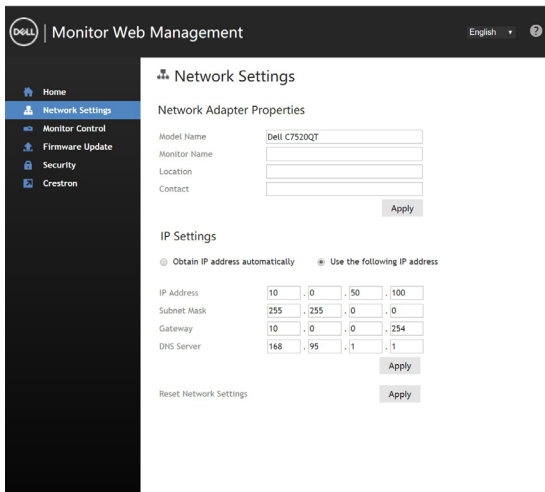 DELL | Monitor Web Management
English
?
Home
Network Settings
Monitor Control
Firmware Update
Security
Crestron
Network Settings
Network Adapter Properties
Model Name Dell C7520QT
Monitor Name
Location
Contact
Apply
IP Settings
Obtain IP address automatically Use the following IP address
IP Address 10 . 0 . 50 . 100
Subnet Mask 255 . 255 . 0 . 0
Gateway 10 . 0 . 0 . 254
DNS Server 168 . 95 . 1 . 1
Apply
Reset Network Settings Apply